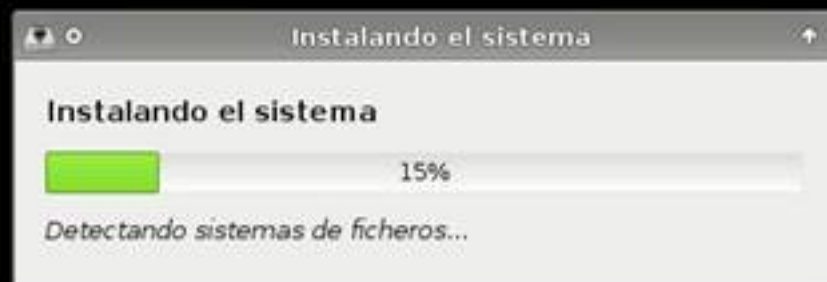 Instalando el sistema
Instalando el sistema
15%
Detectando sistemas de ficheros...